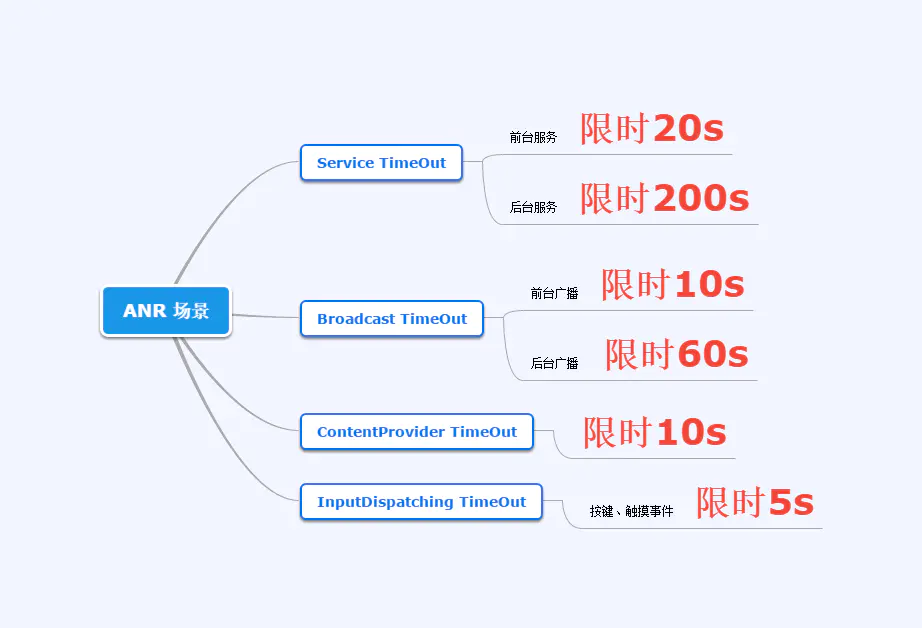 ANR 场景
Service TimeOut
前台服务 限时20s
后台服务 限时200s
Broadcast TimeOut
前台广播 限时10s
后台广播 限时60s
ContentProvider TimeOut
限时10s
InputDispatching TimeOut
按键、触摸事件 限时5s